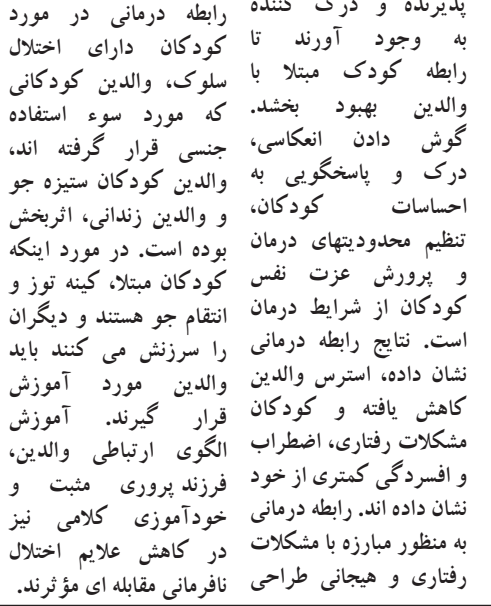 پذیرنده و درک کننده
به وجود آورند تا
رابطه کودک مبتلا با
والدین بهبود بخشد.
گوش دادن انعکاسی،
درک و پاسخگویی به
احساسات کودکان،
تنظیم محدودیتهای درمان
و پرورش عزت نفس
کودکان از شرایط درمان
است. نتایج رابطه درمانی
نشان داده، استرس والدین
کاهش یافته و کودکان
مشکلات رفتاری، اضطراب
و افسردگی کمتری از خود
نشان داده اند. رابطه درمانی
به منظور مبارزه با مشکلات
رفتاری و هیجانی طراحی
رابطه درمانی در مورد
کودکان دارای اختلال
سلوک، والدین کودکانی
که مورد سوء استفاده
جنسی قرار گرفته اند،
والدین کودکان ستیزه جو
و والدین زندانی، اثربخش
بوده است. در مورد اینکه
کودکان مبتلا، کینه توز و
انتقام جو هستند و دیگران
را سرزنش می کنند باید
والدین مورد آموزش
قرار گیرند. آموزش
الگوی ارتباطی والدین،
فرزند پروری مثبت و
خودآموزی کلامی نیز
در کاهش علایم اختلال
نافرمانی مقابله ای مؤثرند.